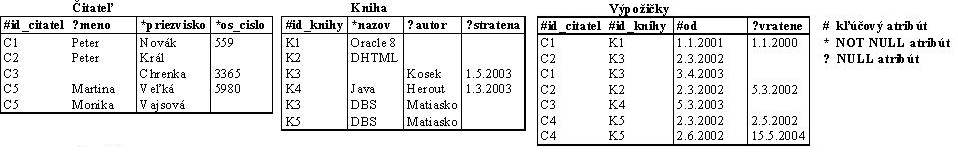 Čitateľ Kniha Výpožičky
#id_citatel ?meno *priezvisko *os_cislo #id_knihy *nazov ?autor ?stratena #id_citatel #id_knihy #od ?vratene # kľúčový atribút
C1 Peter Novák 559 K1 Oracle 8 C1 K1 1.1.2001 1.1.2000 * NOT NULL atribút
C2 Peter Kráľ K2 DHTML C2 K3 2.3.2002 ? NULL atribút
C3 Chrenka 3365 K3 Kosek 1.5.2003 C1 K3 3.4.2003
C5 Martina Veľká 5980 K4 Java Herout 1.3.2003 C2 K2 2.3.2002 5.3.2002
C5 Monika Vajsová K3 DBS Matiasko C3 K4 5.3.2003
K5 DBS Matiasko C4 K5 2.3.2002 2.5.2002
C4 K5 2.6.2002 15.5.2004